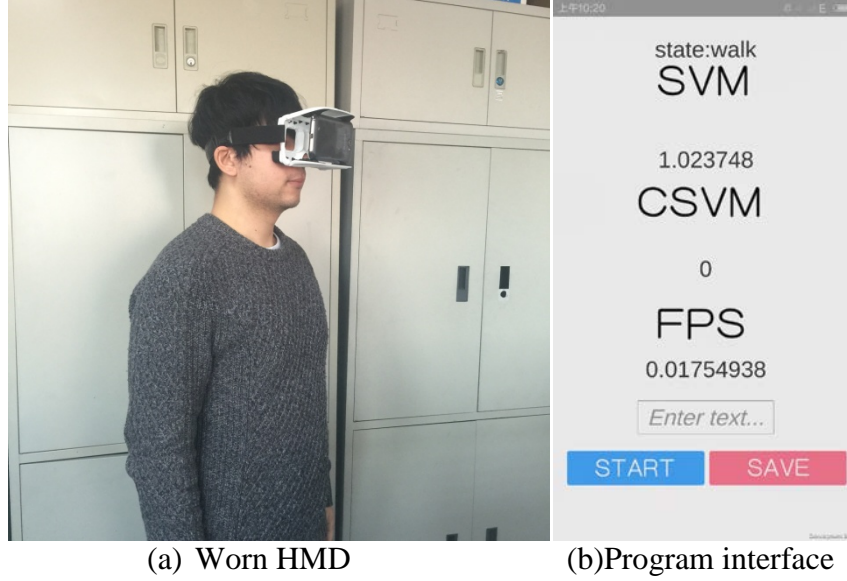 上午10:20
state:walk
SVM
1.023748
CSVM
0
FPS
0.01754938
Enter text...
START SAVE
(a) Worn HMD
(b)Program interface